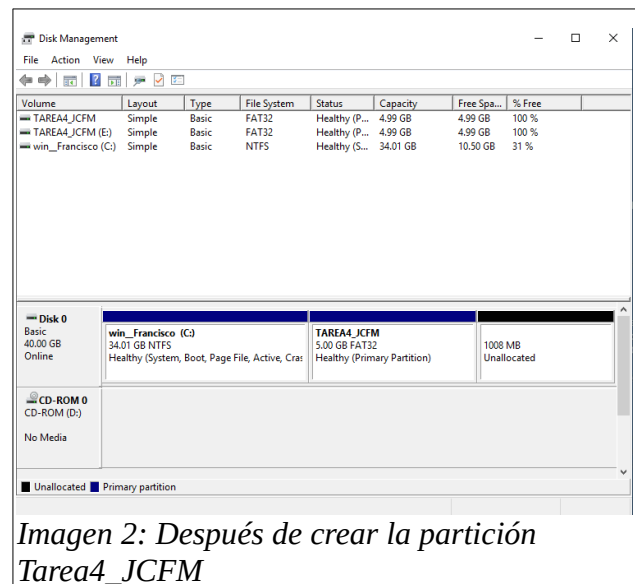 Disk Management
File Action View Help
Volume Layout Type File System Status Capacity Free Spa... % Free
TAREA4_JCFM Simple Basic FAT32 Healthy (P... 4.99 GB 4.99 GB 100 %
TAREA4_JCFM (E:) Simple Basic FAT32 Healthy (P... 4.99 GB 4.99 GB 100 %
win__Francisco (C:) Simple Basic NTFS Healthy (S... 34.01 GB 10.50 GB 31 %
Disk 0
Basic
40.00 GB
Online
win__Francisco (C:)
34.01 GB NTFS
Healthy (System, Boot, Page File, Active, Cras
TAREA4_JCFM
5.00 GB FAT32
Healthy (Primary Partition)
1008 MB
Unallocated
CD-ROM 0
CD-ROM (D:)
No Media
Unallocated Primary partition
Imagen 2: Después de crear la partición
Tarea4_JCFM